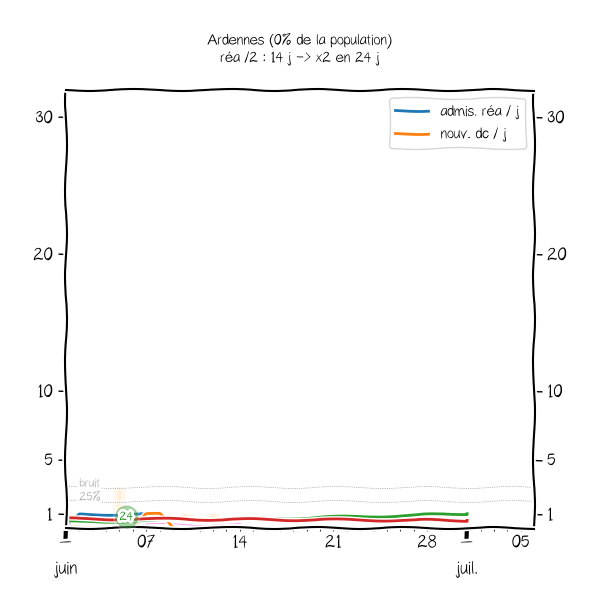 Ardennes (0% de la population)
réa /2 : 14 j -> x2 en 24 j
admis. réa / j
nouv. dc / j
30
30
20
20
10
10
5
5
bruit
25%
1
24
1
07
14
21
28
05
juin
juil.